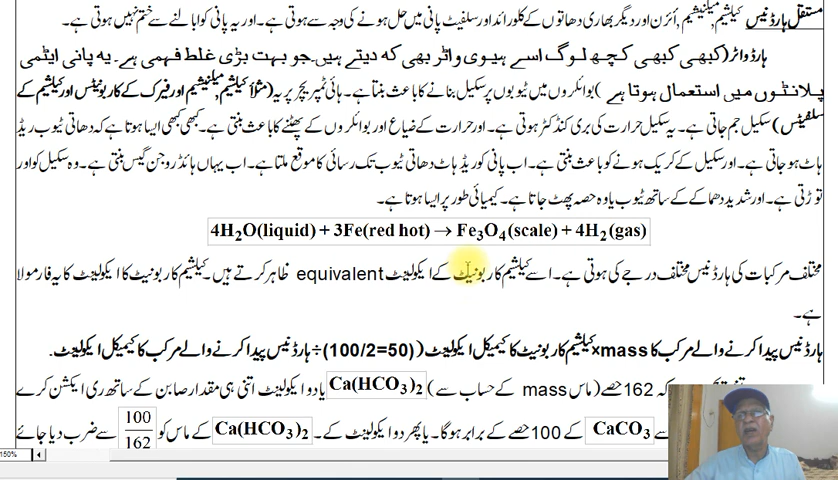 مستقل ہارڈنیس کیلشیم, میگنیشیم, آئرن اور دیگر بھاری دھاتوں کے کلورائد اور سلفیٹ پانی میں حل ہونے کی وجہ سے ہوتی ہے۔ اور یہ پانی کو ابالنے سے ختم نہیں ہوتی ہے۔
ہارڈ واٹر (کبھی کبھی کچھ لوگ اسے ہیوی واٹر بھی کہ دیتے ہیں.جو بہت بڑی غلط فہمی ہے. یہ پانی ایٹمی
پلانٹوں میں استعمال ہوتا ہے ) بوائلروں میں ٹیوبوں پر سکیل بنانے کا باعث بنتا ہے۔ ہائی ٹمپریچر پر یہ (مثلاً کیلشیم, میگنیشیم اور فیرک کے کاربونیٹس اور کیلشیم کے
سلفیٹس) سکیل جم جاتی ہے۔ یہ سکیل حرارت کی بری کنڈکٹر ہوتی ہے۔ اور حرارت کے ضیاع اور بوائلروں کے پھٹنے کا باعث بنتی ہے۔ کبھی کبھی ایسا ہوتا ہے کہ دھاتی ٹیوب ریڈ
ہاٹ ہو جاتی ہے۔ اور سکیل کے کریک ہونے کو باعث بنتی ہے۔ اب پانی کو ریڈ ہاٹ دھاتی ٹیوب تک رسائی کا موقع ملتا ہے۔ اب یہاں ہائڈروجن گیس بنتی ہے۔ وہ سکیل کو اور
توڑتی ہے۔ اور شدید دھماکے کے ساتھ ٹیوب یا وہ حصہ پھٹ جاتا ہے۔ کیمیائی طور پر ایسا ہوتا ہے۔
4H₂O(liquid) + 3Fe(red hot) → Fe₃O₄(scale) + 4H₂(gas)
مختلف مرکبات کی ہارڈنیس مختلف درجے کی ہوتی ہے۔ اسے کیلشیم کاربونیٹ کے ایکولینٹ equivalent ظاہر کرتے ہیں۔ کیلشیم کاربونیٹ کا ایکولینٹ کا یہ فارمولا
ہے۔
ہارڈنیس پیدا کرنے والے مرکب کا mass×کیلشیم کاربونیٹ کا کیمیکل ایکولینٹ ((100/2=50)÷ہارڈنیس پیدا کرنے والے مرکب کا کیمیکل ایکولینٹ.
کہ 162 حصے (ماس mass کے حساب سے) Ca(HCO₃)₂ یا دو ایکولینٹ اتنی ہی مقدار صابن کے ساتھ ری ایکشن کرے
سے CaCO₃ کے 100 حصے کے برابر ہوگا۔ یا پھر دو ایکولینٹ کے۔ Ca(HCO₃)₂ کے ماس کو 100/162 سے ضرب دیا جائے
150%